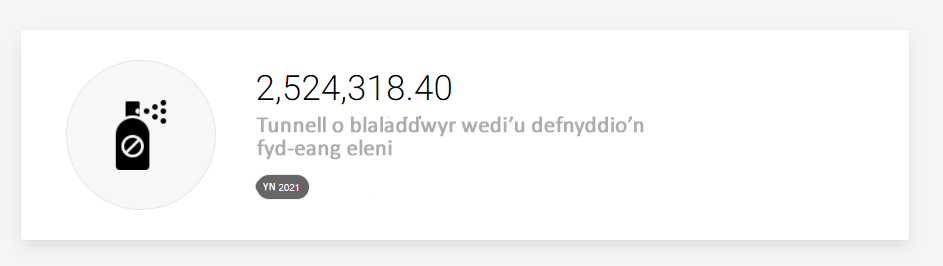 2,524,318.40
Tunnell o blaladdwyr wedi’u defnyddio’n
fyd-eang eleni
YN 2021